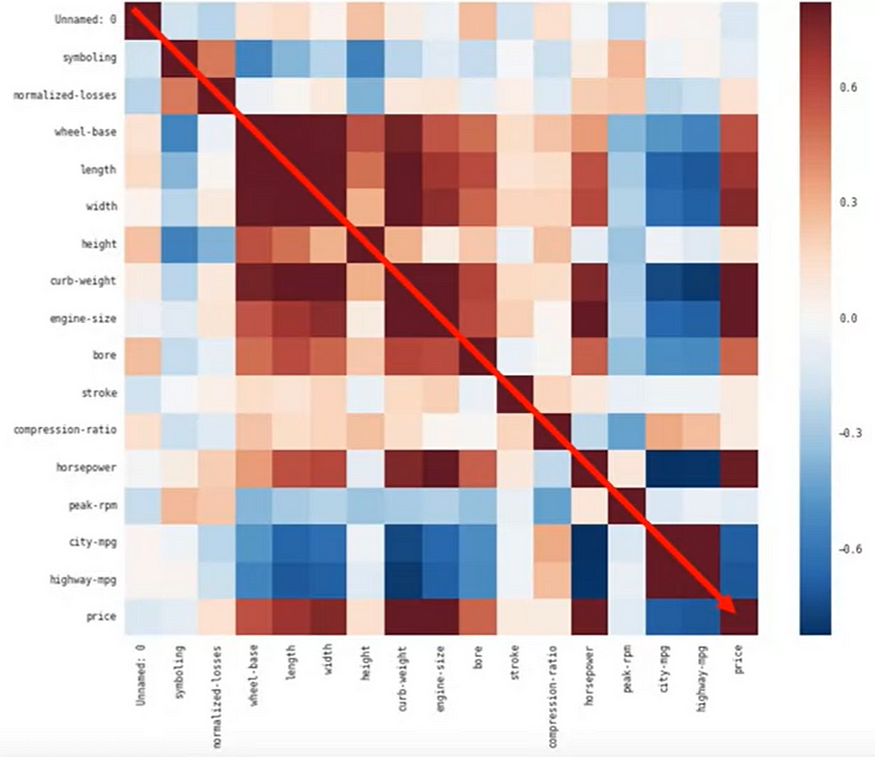 Unnamed: 0
symboling
normalized-losses
wheel-base
length
width
height
curb-weight
engine-size
bore
stroke
compression-ratio
horsepower
peak-rpm
city-mpg
highway-mpg
price
0.6
0.3
0.0
-0.3
-0.6
Unnamed: 0
symboling
normalized-losses
wheel-base
length
width
height
curb-weight
engine-size
bore
stroke
compression-ratio
horsepower
peak-rpm
city-mpg
highway-mpg
price